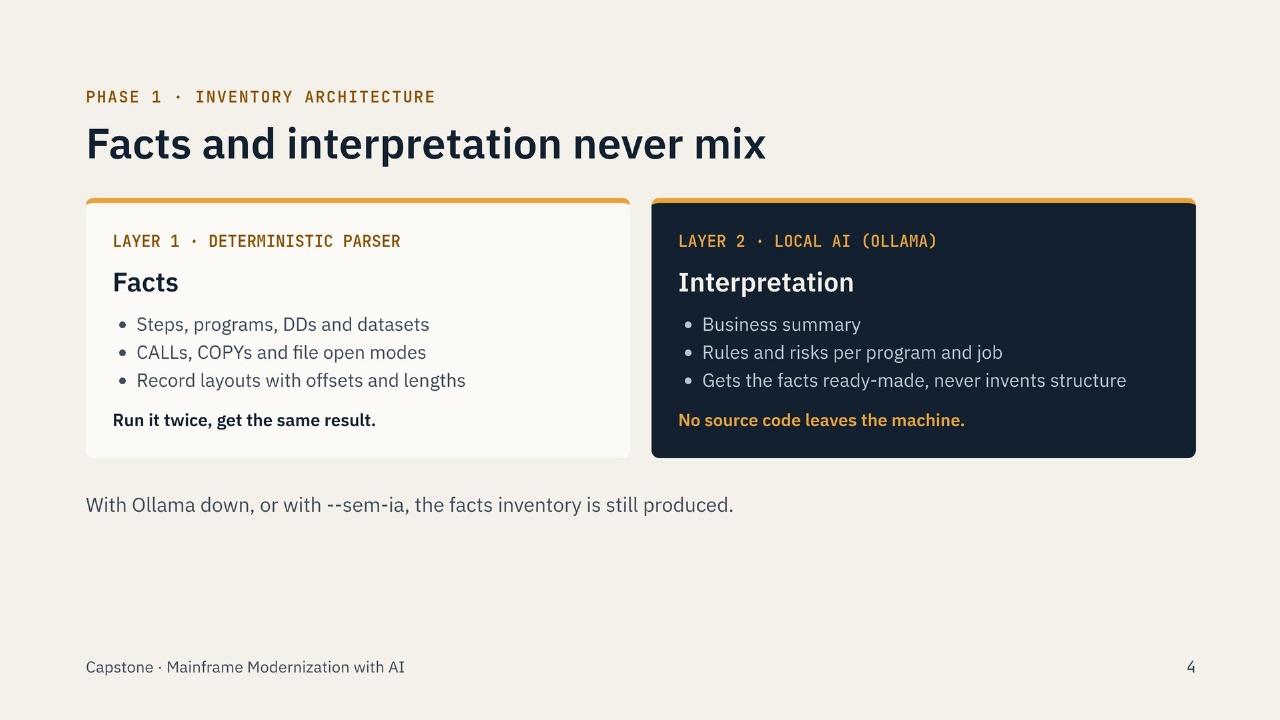 PHASE 1 · INVENTORY ARCHITECTURE
Facts and interpretation never mix
LAYER 1 · DETERMINISTIC PARSER
Facts
• Steps, programs, DDs and datasets
• CALLs, COPYs and file open modes
• Record layouts with offsets and lengths
Run it twice, get the same result.
LAYER 2 · LOCAL AI (OLLAMA)
Interpretation
• Business summary
• Rules and risks per program and job
• Gets the facts ready-made, never invents structure
No source code leaves the machine.
With Ollama down, or with --sem-ia, the facts inventory is still produced.
Capstone · Mainframe Modernization with AI
4